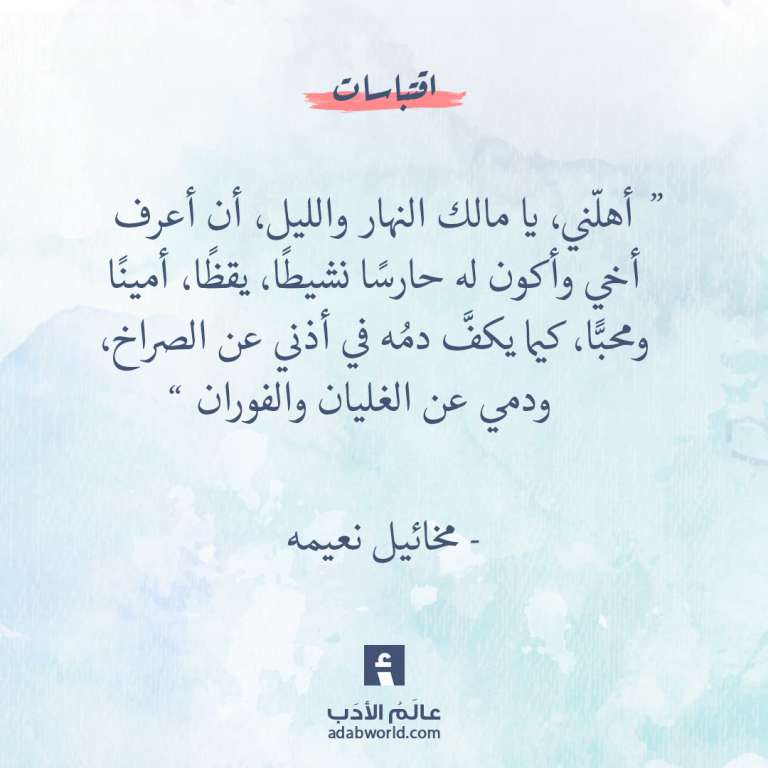 اقتباسات
” أهلّني، يا مالك النهار والليل، أن أعرف
أخي وأكون له حارسًا نشيطًا، يقظًا، أمينًا
ومحبًّا، كيما يكفَّ دمُه في أذني عن الصراخ،
ودمي عن الغليان والفوران “
- مخائيل نعيمه
أ
عالَمُ الأدَب
adabworld.com